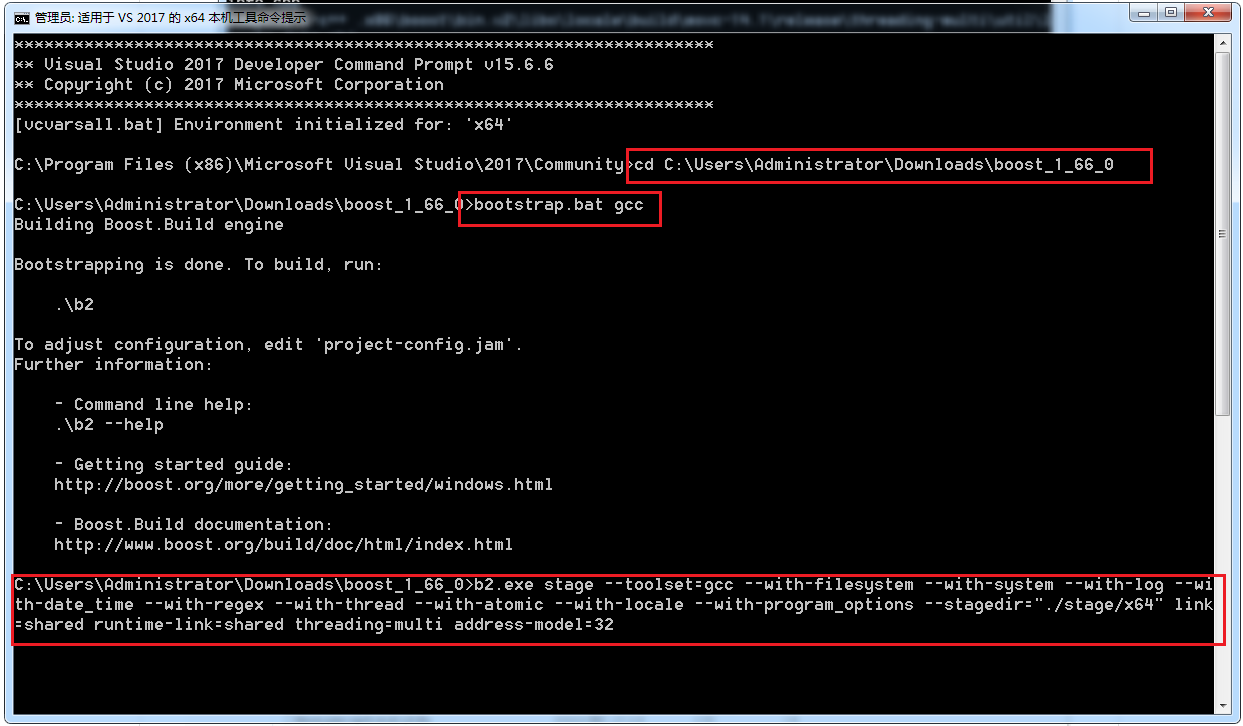 管理员: 适用于 VS 2017 的 x64 本机工具命令提示
**********************************************************************
** Visual Studio 2017 Developer Command Prompt v15.6.6
** Copyright (c) 2017 Microsoft Corporation
**********************************************************************
[vcvarsall.bat] Environment initialized for: 'x64'
C:\Program Files (x86)\Microsoft Visual Studio\2017\Community>cd C:\Users\Administrator\Downloads\boost_1_66_0
C:\Users\Administrator\Downloads\boost_1_66_0>bootstrap.bat gcc
Building Boost.Build engine
Bootstrapping is done. To build, run:
.\b2
To adjust configuration, edit 'project-config.jam'.
Further information:
- Command line help:
.\b2 --help
- Getting started guide:
http://boost.org/more/getting_started/windows.html
- Boost.Build documentation:
http://www.boost.org/build/doc/html/index.html
C:\Users\Administrator\Downloads\boost_1_66_0>b2.exe stage --toolset=gcc --with-filesystem --with-system --with-log --wi
th-date_time --with-regex --with-thread --with-atomic --with-locale --with-program_options --stagedir="./stage/x64" link
=shared runtime-link=shared threading=multi address-model=32